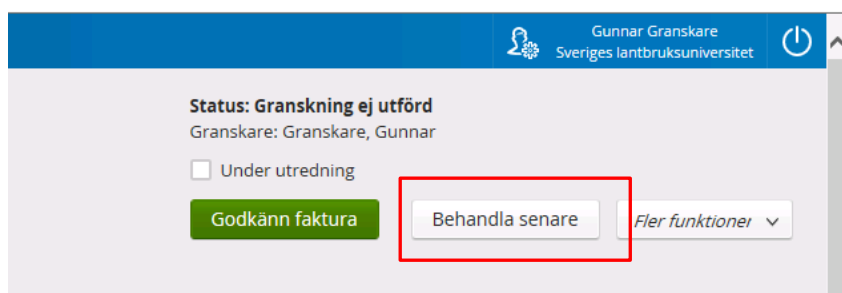 Gunnar Granskare
Sveriges lantbruksuniversitet
Status: Granskning ej utförd
Granskare: Granskare, Gunnar
Under utredning
Godkänn faktura
Behandla senare
Fler funktioner